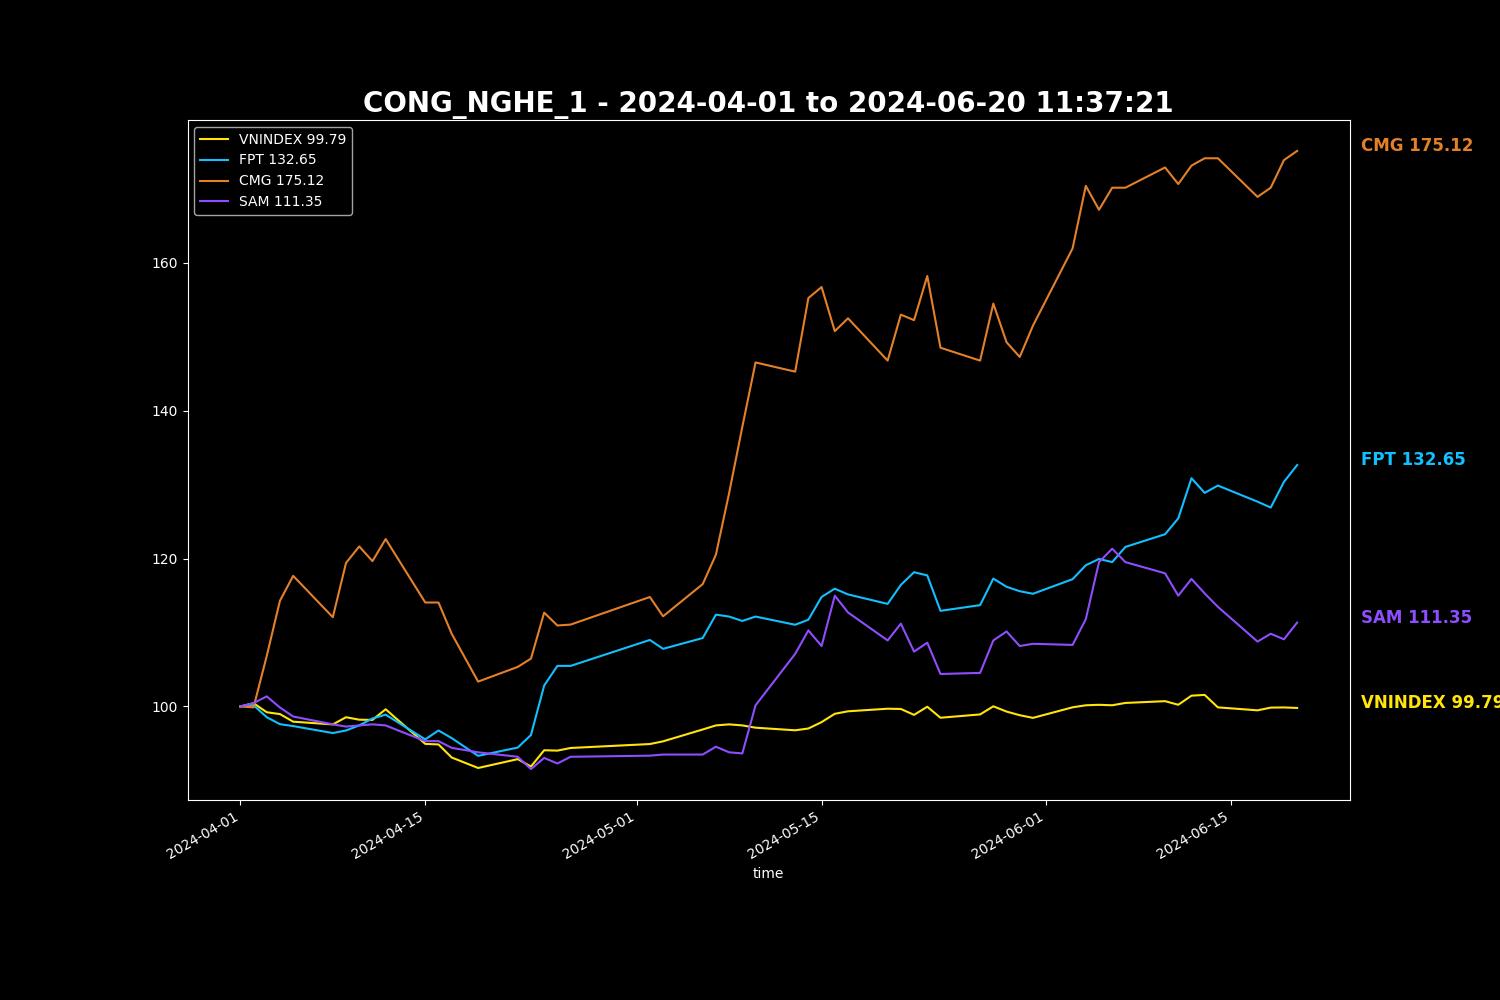 CONG_NGHE_1 - 2024-04-01 to 2024-06-20 11:37:21
VNINDEX 99.79
FPT 132.65
CMG 175.12
SAM 111.35
CMG 175.12
FPT 132.65
SAM 111.35
VNINDEX 99.79
160
140
120
100
2024-04-01
2024-04-15
2024-05-01
2024-05-15
2024-06-01
2024-06-15
time